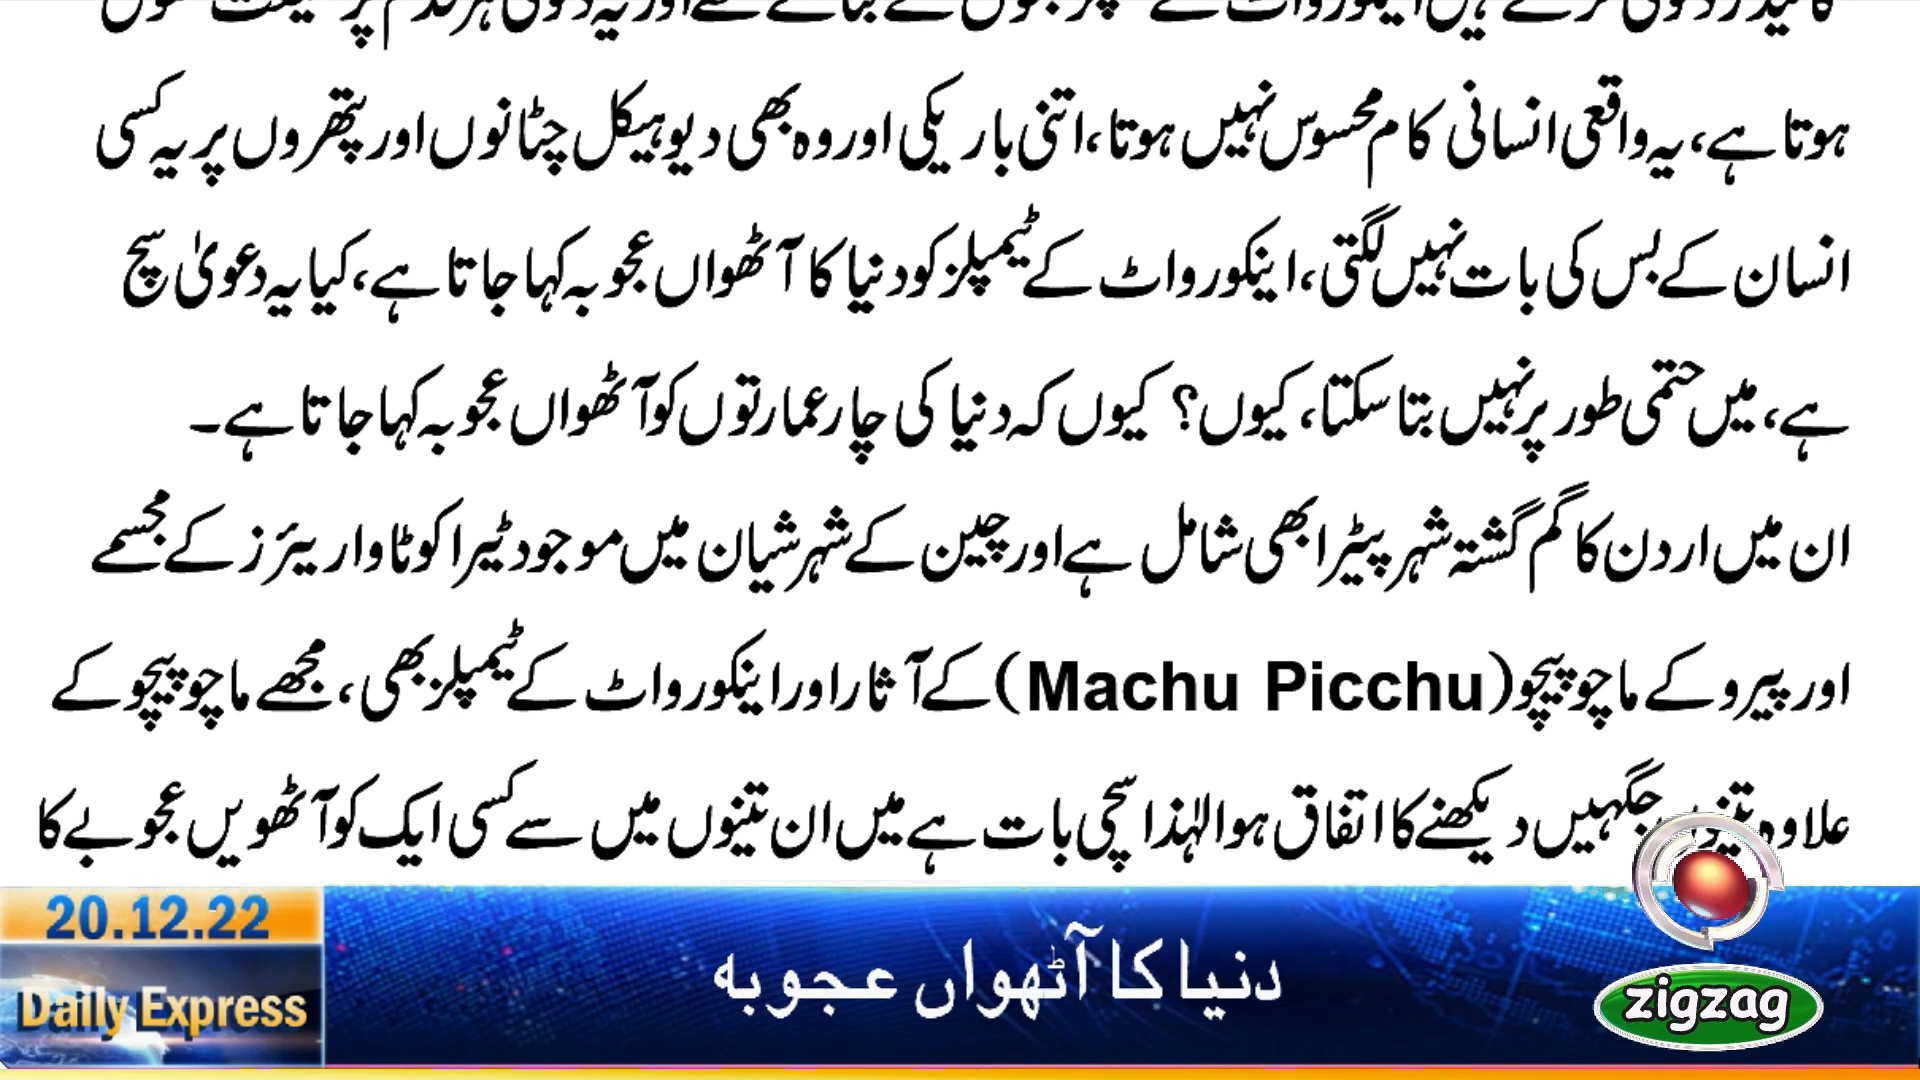 ہوتا ہے، یہ واقعی انسانی کام محسوس نہیں ہوتا، اتنی باریکی اور وہ بھی دیوہیکل چٹانوں اور پتھروں پر یہ کسی
انسان کے بس کی بات نہیں لگتی، اینکورواٹ کے ٹیمپلز کو دنیا کا آٹھواں عجوبہ کہا جاتا ہے، کیا یہ دعویٰ سچ
ہے، میں حتمی طور پر نہیں بتا سکتا، کیوں؟ کیوں کہ دنیا کی چار عمارتوں کو آٹھواں عجوبہ کہا جاتا ہے۔
ان میں اردن کا گم گشتہ شہر پیٹرا بھی شامل ہے اور چین کے شہر شیان میں موجود ٹیراکوٹا واریئرز کے مجسمے
اور پیرو کے ماچو پیچو (Machu Picchu) کے آثار اور اینکورواٹ کے ٹیمپلز بھی، مجھے ماچو پیچو کے
علاوہ تینوں جگہیں دیکھنے کا اتفاق ہوا لہٰذا سچی بات ہے میں ان تینوں میں سے کسی ایک کو آٹھویں عجوبے کا
20.12.22
Daily Express
دنیا کا آٹھواں عجوبہ
zigzag